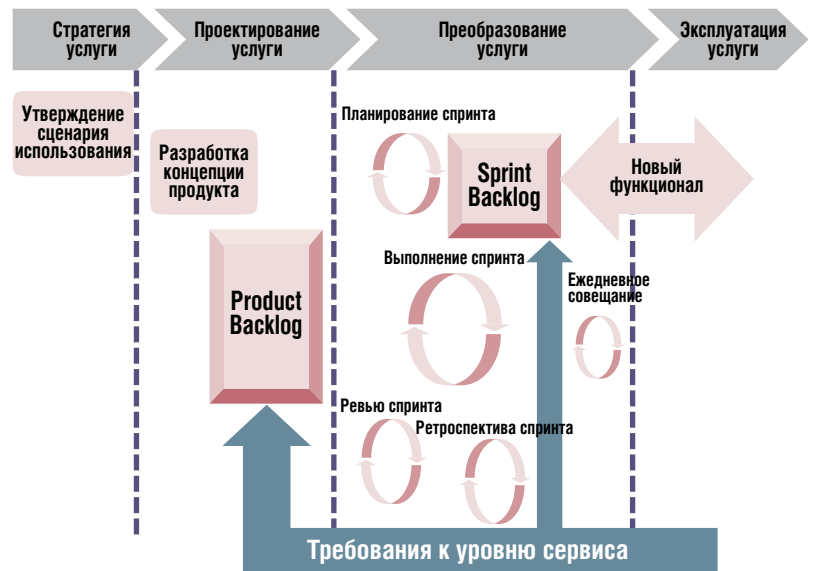 Стратегия
услуги
Проектирование
услуги
Преобразование
услуги
Эксплуатация
услуги
Утверждение
сценария
использования
Разработка
концепции
продукта
Product
Backlog
Планирование спринта
Sprint
Backlog
Новый
функционал
Выполнение спринта
Ежедневное
совещание
Ревью спринта
Ретроспектива спринта
Требования к уровню сервиса